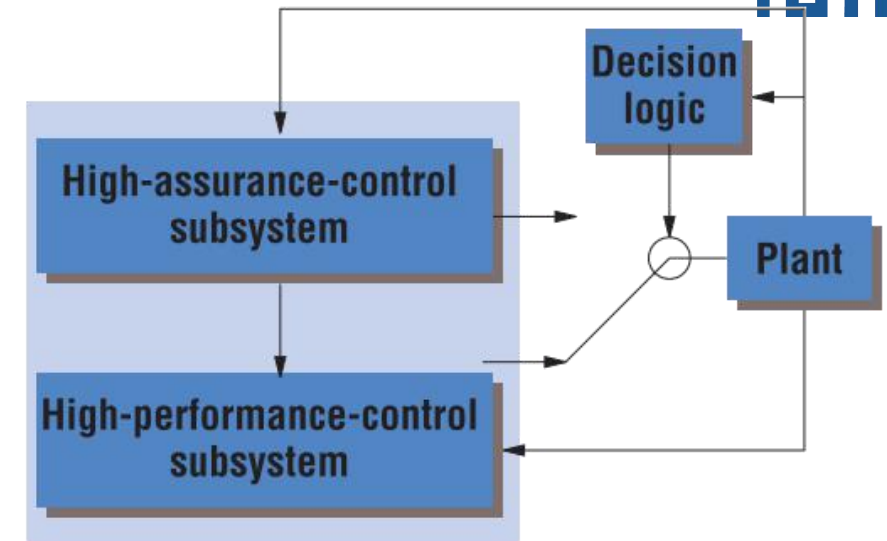 Decision
logic
High-assurance-control
subsystem
Plant
High-performance-control
subsystem